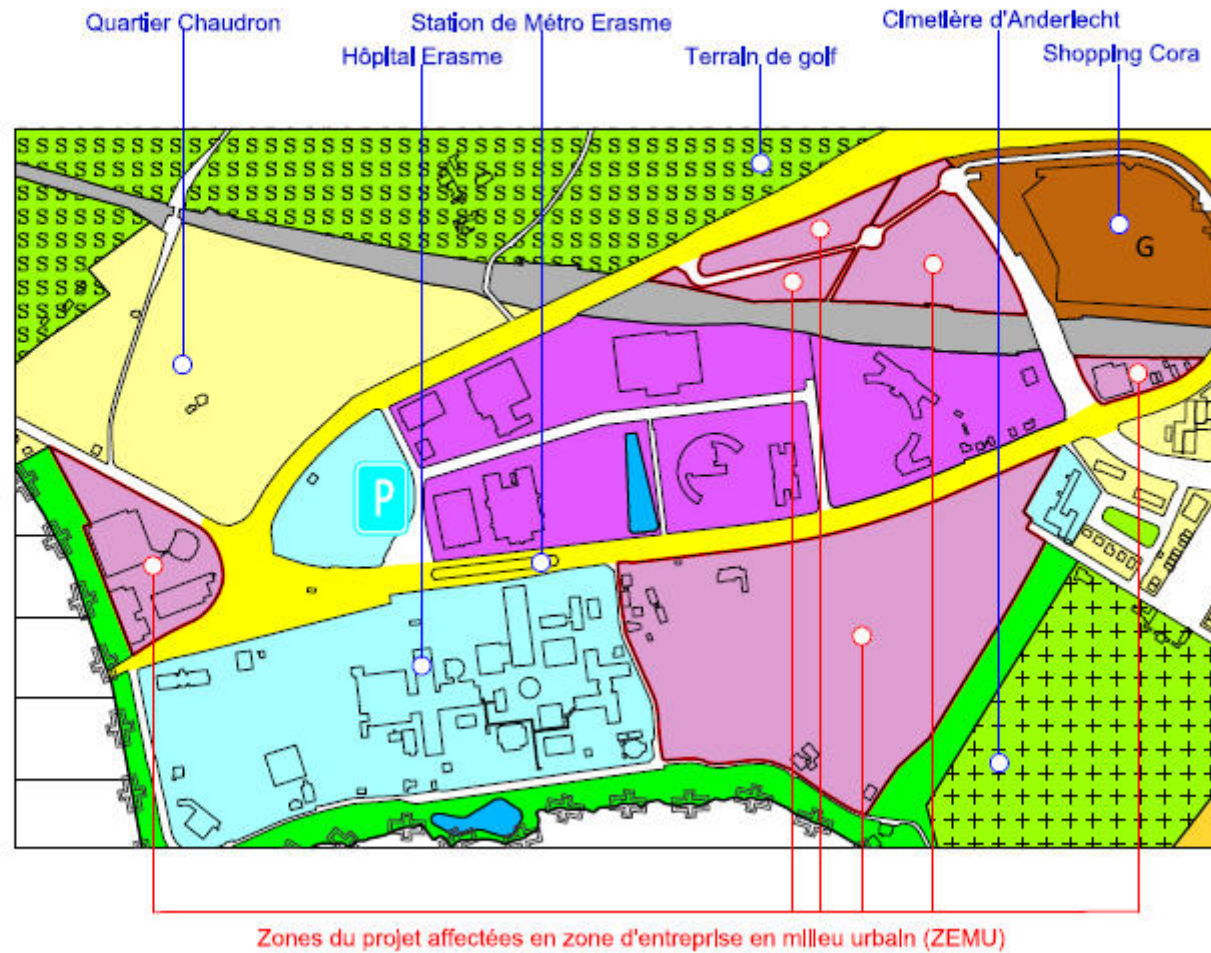 Quartier Chaudron
Station de Métro Erasme
Cimetière d'Anderlecht
Hôpital Erasme
Terrain de golf
Shopping Cora
G
P
Zones du projet affectées en zone d'entreprise en milieu urbain (ZEMU)